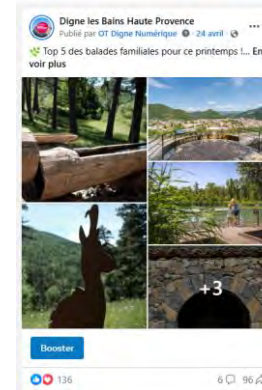 Digne les Bains Haute Provence
Publié par OT Digne Numérique · 24 avril ·
Top 5 des balades familiales pour ce printemps !... En
voir plus
+3
Booster
136
6
96